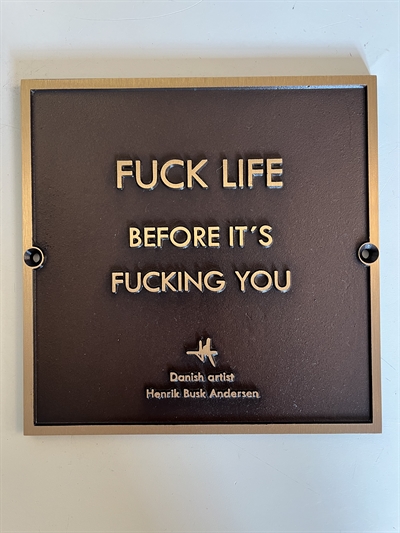 FUCK LIFE
BEFORE IT´S
FUCKING YOU
Danish artist
Henrik Busk Andersen